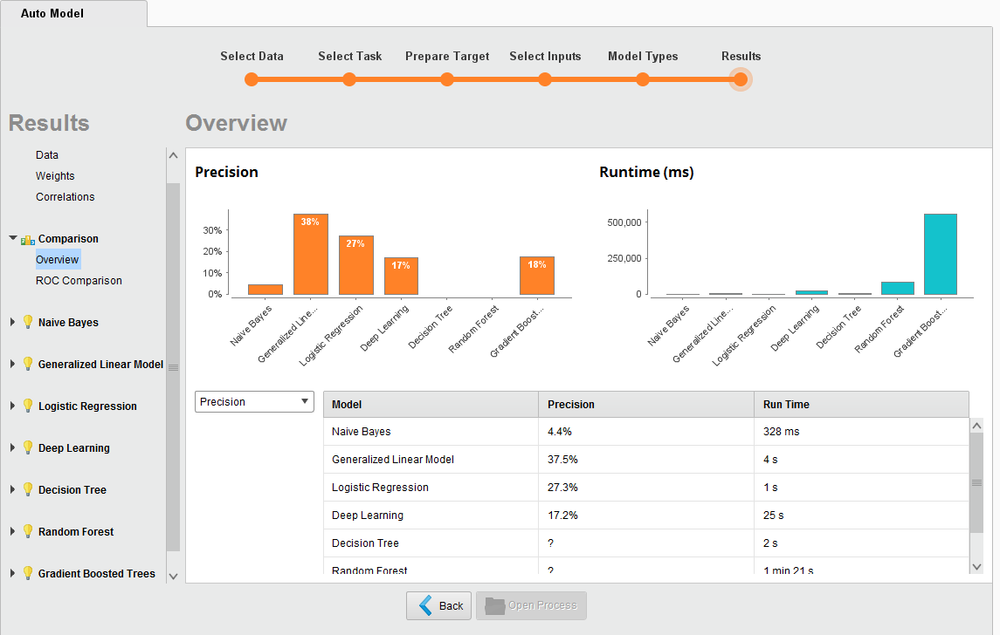 Auto Model
Select Data Select Task Prepare Target Select Inputs Model Types Results
Results
Data
Weights
Correlations
Comparison
Overview
ROC Comparison
Naive Bayes
Generalized Linear Model
Logistic Regression
Deep Learning
Decision Tree
Random Forest
Gradient Boosted Trees
Overview
Precision
30%
20%
10%
0%
38%
27%
17%
18%
Naive Bayes
Generalized Line...
Logistic Regression
Deep Learning
Decision Tree
Random Forest
Gradient Boost...
Runtime (ms)
500,000
250,000
0
Naive Bayes
Generalized Line...
Logistic Regression
Deep Learning
Decision Tree
Random Forest
Gradient Boost...
Precision
Model Precision Run Time
Naive Bayes 4.4% 328 ms
Generalized Linear Model 37.5% 4 s
Logistic Regression 27.3% 1 s
Deep Learning 17.2% 25 s
Decision Tree ? 2 s
Random Forest ? 1 min 21 s
Back Open Process